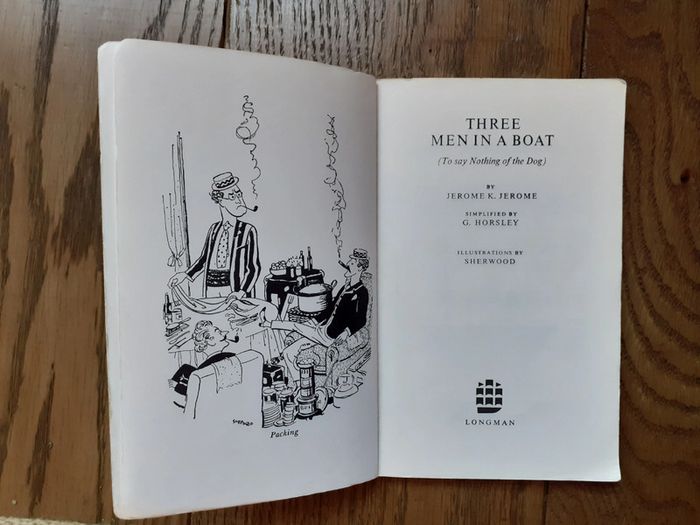 Packing
THREE
MEN IN A BOAT
(To say Nothing of the Dog)
BY
JEROME K. JEROME
SIMPLIFIED BY
G. HORSLEY
ILLUSTRATIONS BY
SHERWOOD
LONGMAN